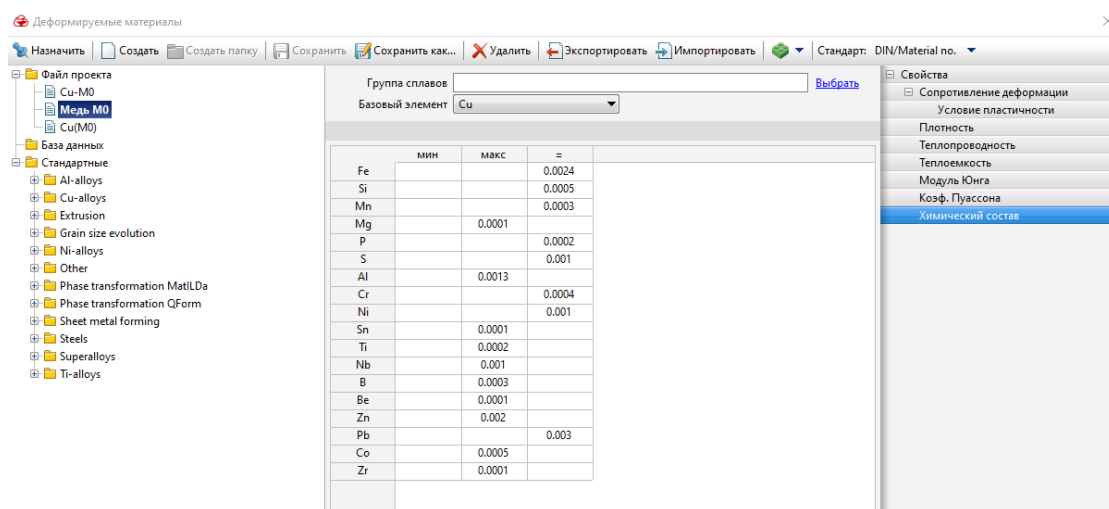 Деформируемые материалы
Назначить Создать Создать папку Сохранить Сохранить как... Удалить Экспортировать Импортировать Стандарт: DIN/Material no.
Файл проекта
Cu-M0
Медь М0
Cu(M0)
База данных
Стандартные
Al-alloys
Cu-alloys
Extrusion
Grain size evolution
Ni-alloys
Other
Phase transformation MatILDa
Phase transformation QForm
Sheet metal forming
Steels
Superalloys
Ti-alloys
Группа сплавов Выбрать
Базовый элемент Cu
мин макс =
Fe 0.0024
Si 0.0005
Mn 0.0003
Mg 0.0001
P 0.0002
S 0.001
Al 0.0013
Cr 0.0004
Ni 0.001
Sn 0.0001
Ti 0.0002
Nb 0.001
B 0.0003
Be 0.0001
Zn 0.002
Pb 0.003
Co 0.0005
Zr 0.0001
Свойства
Сопротивление деформации
Условие пластичности
Плотность
Теплопроводность
Теплоемкость
Модуль Юнга
Коэф. Пуассона
Химический состав